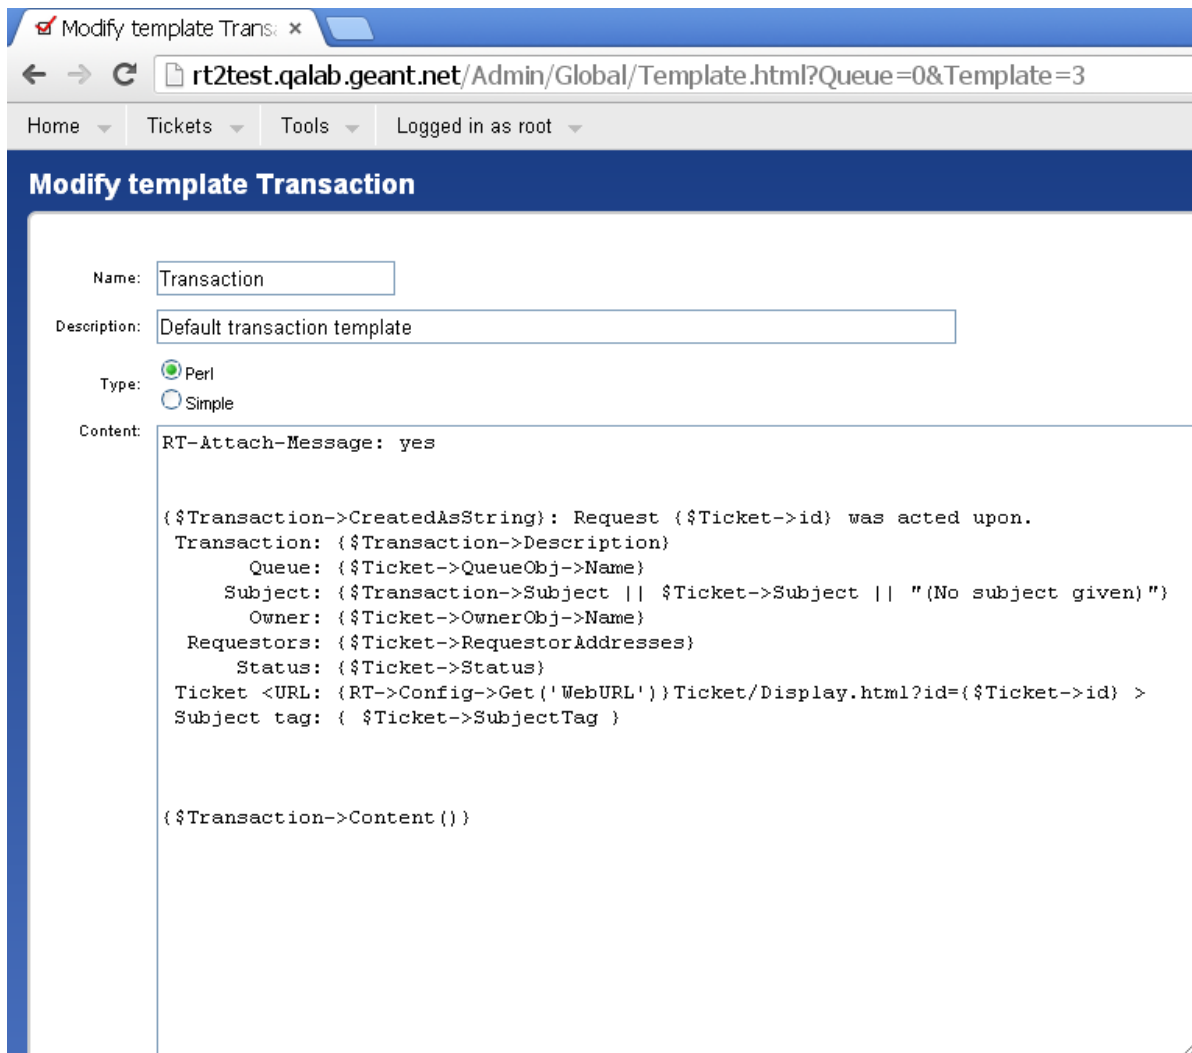 Modify template Trans
rt2test.qalab.geant.net/Admin/Global/Template.html?Queue=0&Template=3
Home Tickets Tools Logged in as root
Modify template Transaction
Name: Transaction
Description: Default transaction template
Type: Perl
Simple
Content:
RT-Attach-Message: yes
{$Transaction->CreatedAsString}: Request {$Ticket->id} was acted upon.
Transaction: {$Transaction->Description}
Queue: {$Ticket->QueueObj->Name}
Subject: {$Transaction->Subject || $Ticket->Subject || "(No subject given)"}
Owner: {$Ticket->OwnerObj->Name}
Requestors: {$Ticket->RequestorAddresses}
Status: {$Ticket->Status}
Ticket <URL: {RT->Config->Get('WebURL')}Ticket/Display.html?id={$Ticket->id} >
Subject tag: { $Ticket->SubjectTag }
{$Transaction->Content()}